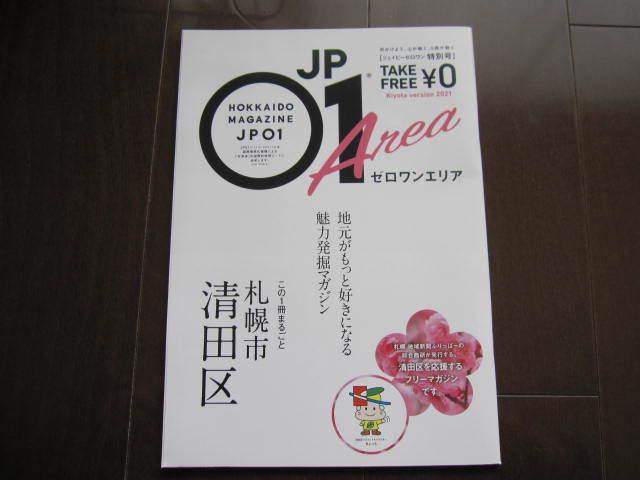 JP
01
Area
ゼロワンエリア
HOKKAIDO
MAGAZINE
JP01
[ジェイピーゼロワン 特別号]
TAKE
FREE ¥0
Kiyota version 2021
地元がもっと好きになる
魅力発掘マガジン
この1冊まるごと
札幌市
清田区
札幌 地域新聞ふりっぱーの
総合商研が発行する、
清田区を応援する
フリーマガジン
です。